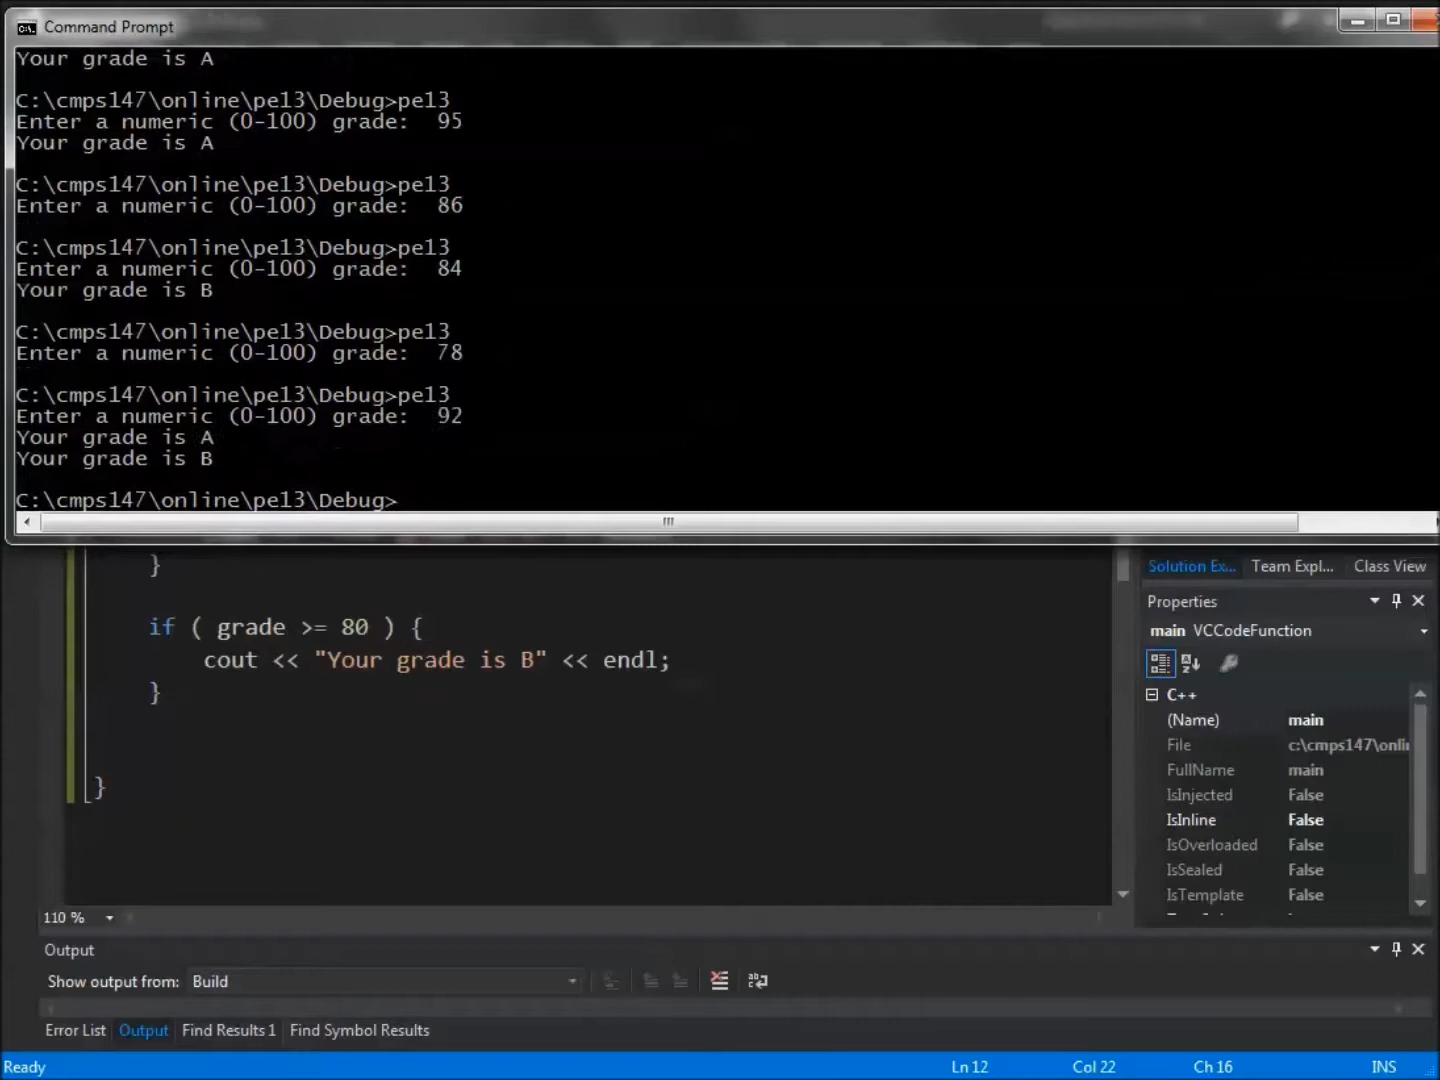 Command Prompt
Your grade is A
C:\cmps147\online\pe13\Debug>pe13
Enter a numeric (0-100) grade:  95
Your grade is A
C:\cmps147\online\pe13\Debug>pe13
Enter a numeric (0-100) grade:  86
C:\cmps147\online\pe13\Debug>pe13
Enter a numeric (0-100) grade:  84
Your grade is B
C:\cmps147\online\pe13\Debug>pe13
Enter a numeric (0-100) grade:  78
C:\cmps147\online\pe13\Debug>pe13
Enter a numeric (0-100) grade:  92
Your grade is A
Your grade is B
C:\cmps147\online\pe13\Debug>
}
if ( grade >= 80 ) {
cout << "Your grade is B" << endl;
}
}
110 %
Solution Ex... Team Expl... Class View
Properties
main VCCodeFunction
C++
(Name) main
File c:\cmps147\onlin
FullName main
IsInjected False
IsInline False
IsOverloaded False
IsSealed False
IsTemplate False
Output
Show output from: Build
Error List Output Find Results 1 Find Symbol Results
Ready Ln 12 Col 22 Ch 16 INS